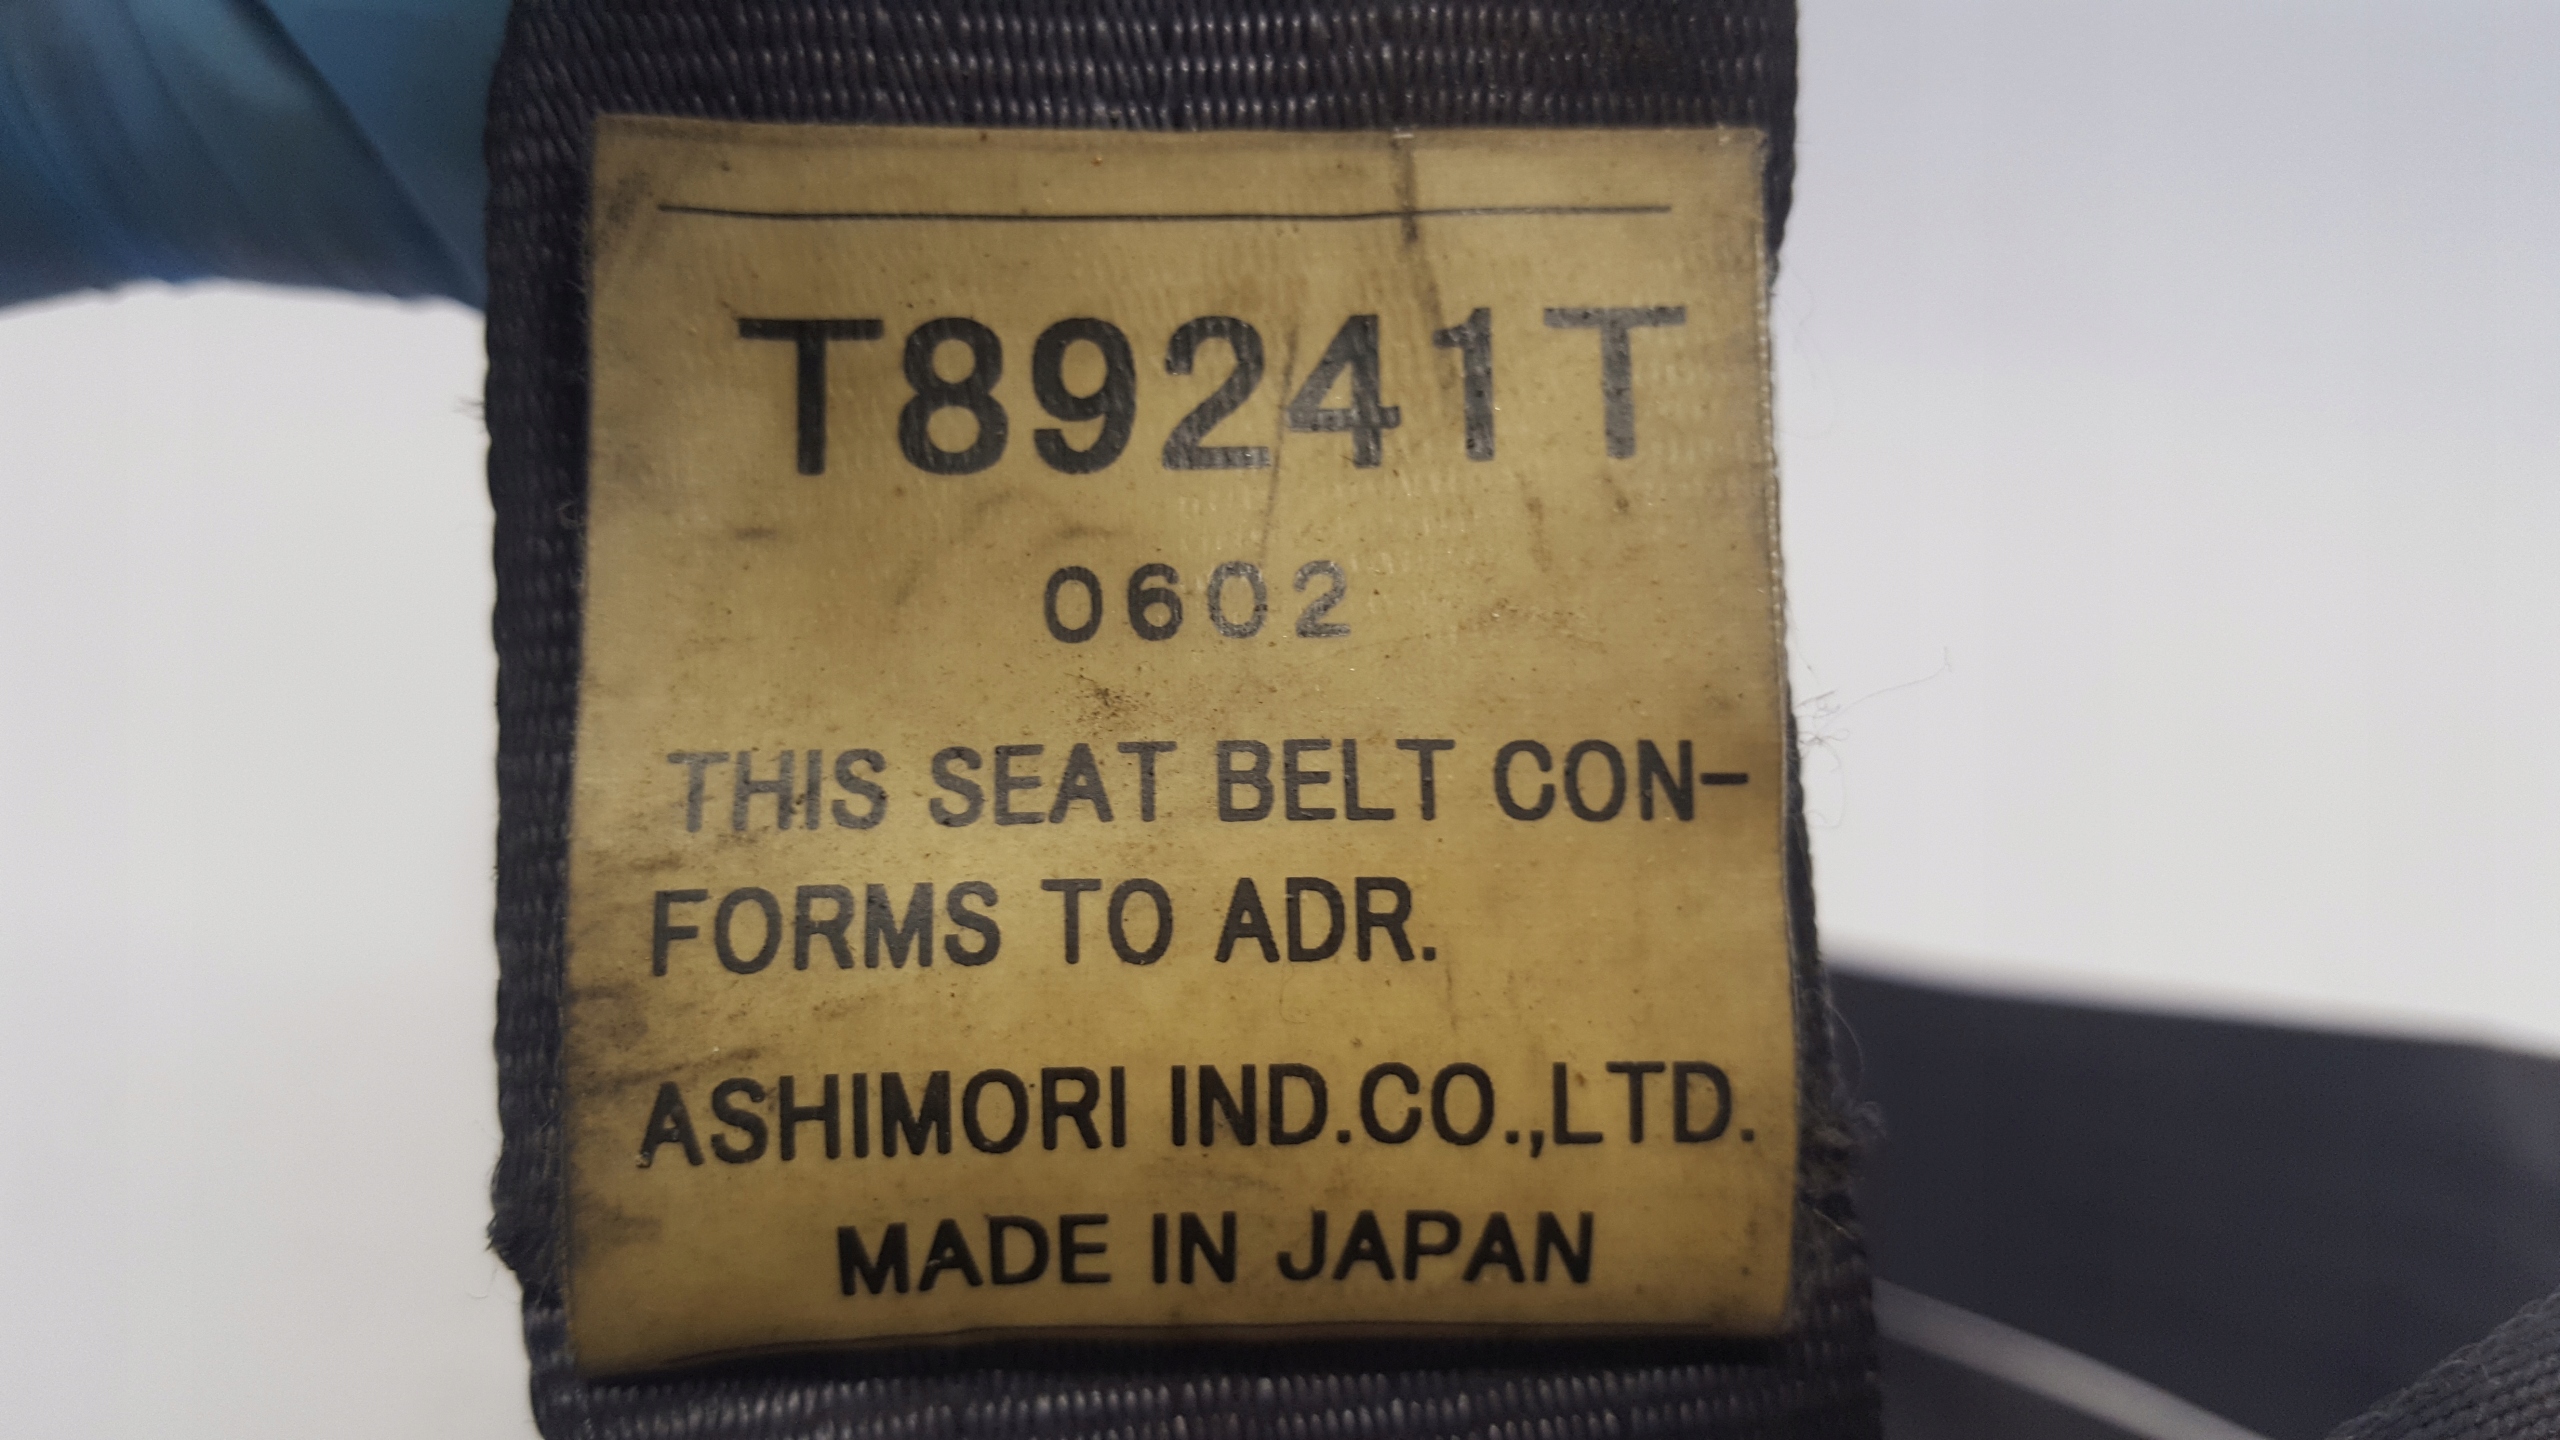 T89241T
0602
THIS SEAT BELT CON-
FORMS TO ADR.
ASHIMORI IND.CO.,LTD.
MADE IN JAPAN